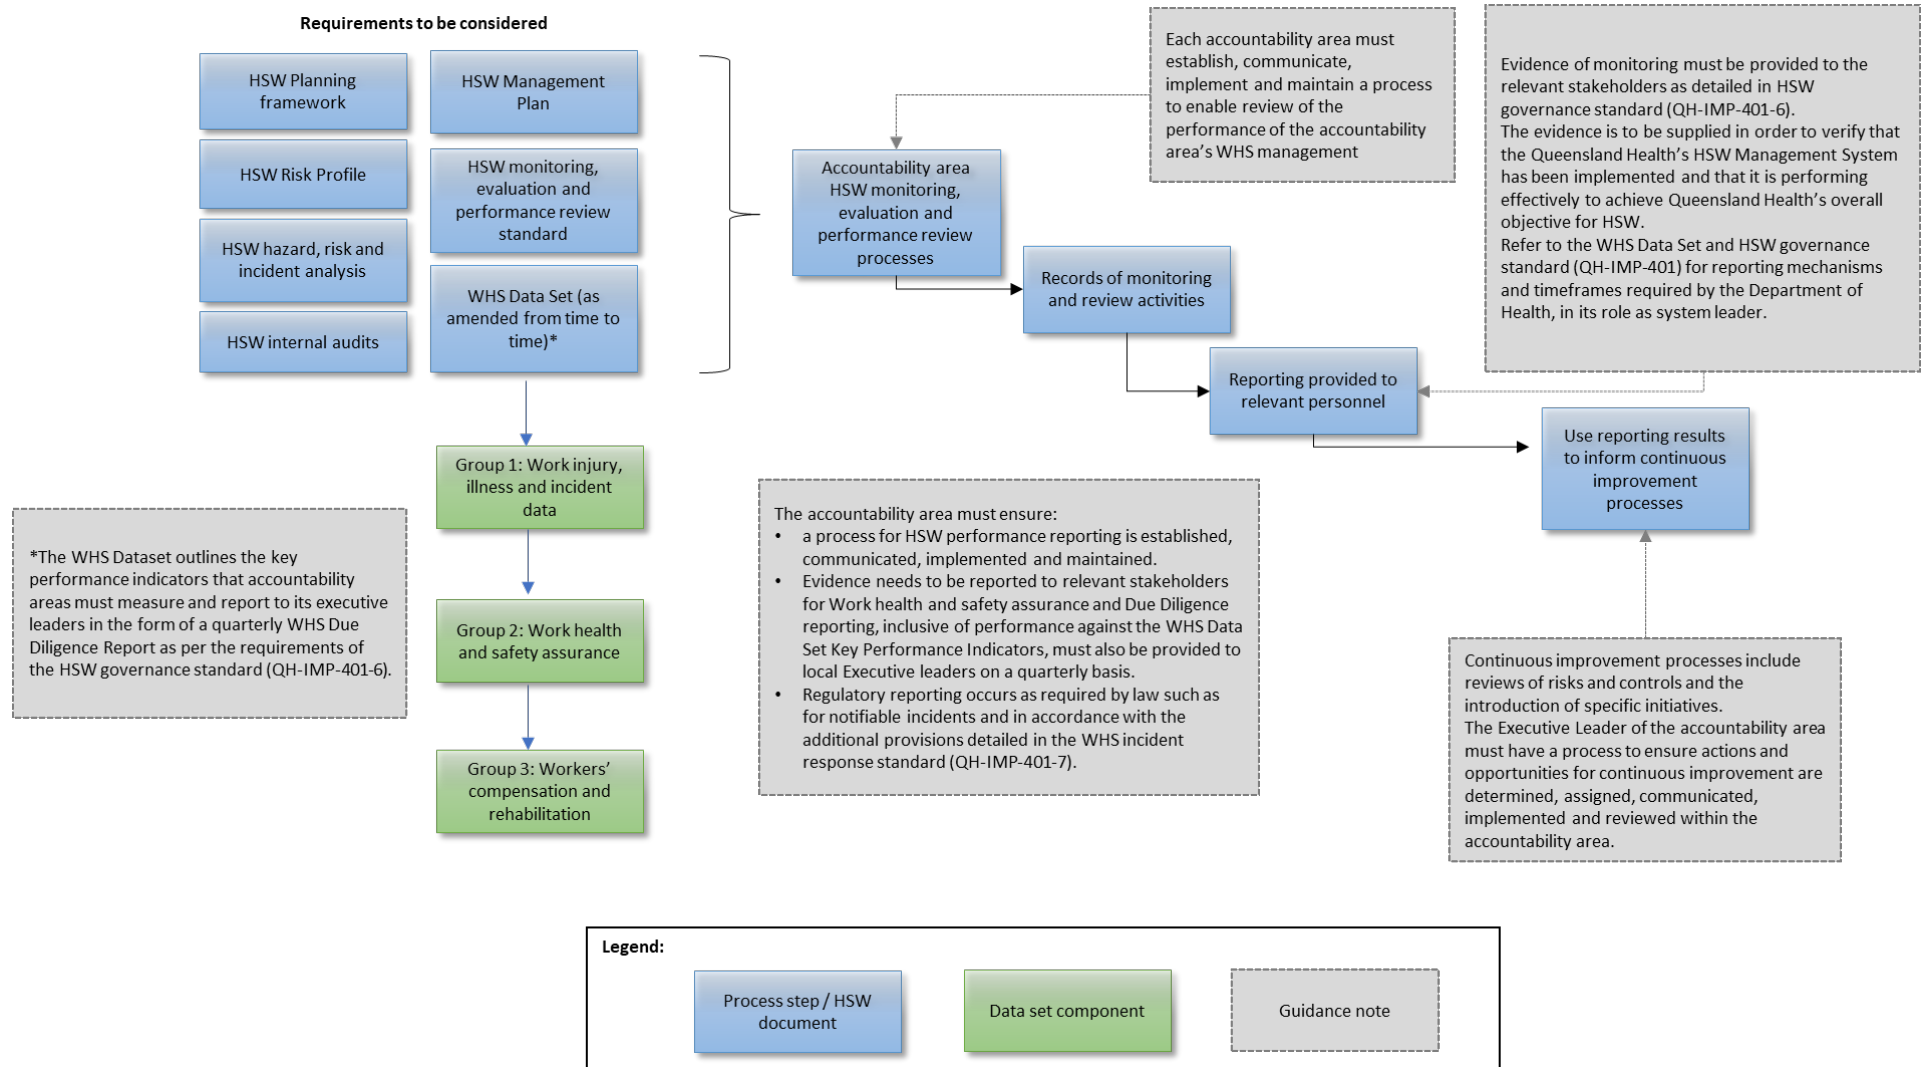 Requirements to be considered
HSW Planning
framework
HSW Management
Plan
HSW Risk Profile
HSW monitoring,
evaluation and
performance review
standard
HSW hazard, risk and
incident analysis
WHS Data Set (as
amended from time to
time)*
HSW internal audits
Group 1: Work injury,
illness and incident
data
Group 2: Work health
and safety assurance
Group 3: Workers’
compensation and
rehabilitation
*The WHS Dataset outlines the key
performance indicators that accountability
areas must measure and report to its executive
leaders in the form of a quarterly WHS Due
Diligence Report as per the requirements of
the HSW governance standard (QH-IMP-401-6).
Each accountability area must
establish, communicate,
implement and maintain a process
to enable review of the
performance of the accountability
area’s WHS management
Accountability area
HSW monitoring,
evaluation and
performance review
processes
Records of monitoring
and review activities
Reporting provided to
relevant personnel
Evidence of monitoring must be provided to the
relevant stakeholders as detailed in HSW
governance standard (QH-IMP-401-6).
The evidence is to be supplied in order to verify that
the Queensland Health’s HSW Management System
has been implemented and that it is performing
effectively to achieve Queensland Health’s overall
objective for HSW.
Refer to the WHS Data Set and HSW governance
standard (QH-IMP-401) for reporting mechanisms
and timeframes required by the Department of
Health, in its role as system leader.
Use reporting results
to inform continuous
improvement
processes
The accountability area must ensure:
• a process for HSW performance reporting is established,
communicated, implemented and maintained.
• Evidence needs to be reported to relevant stakeholders
for Work health and safety assurance and Due Diligence
reporting, inclusive of performance against the WHS Data
Set Key Performance Indicators, must also be provided to
local Executive leaders on a quarterly basis.
• Regulatory reporting occurs as required by law such as
for notifiable incidents and in accordance with the
additional provisions detailed in the WHS incident
response standard (QH-IMP-401-7).
Continuous improvement processes include
reviews of risks and controls and the
introduction of specific initiatives.
The Executive Leader of the accountability area
must have a process to ensure actions and
opportunities for continuous improvement are
determined, assigned, communicated,
implemented and reviewed within the
accountability area.
Legend:
Process step / HSW
document
Data set component
Guidance note